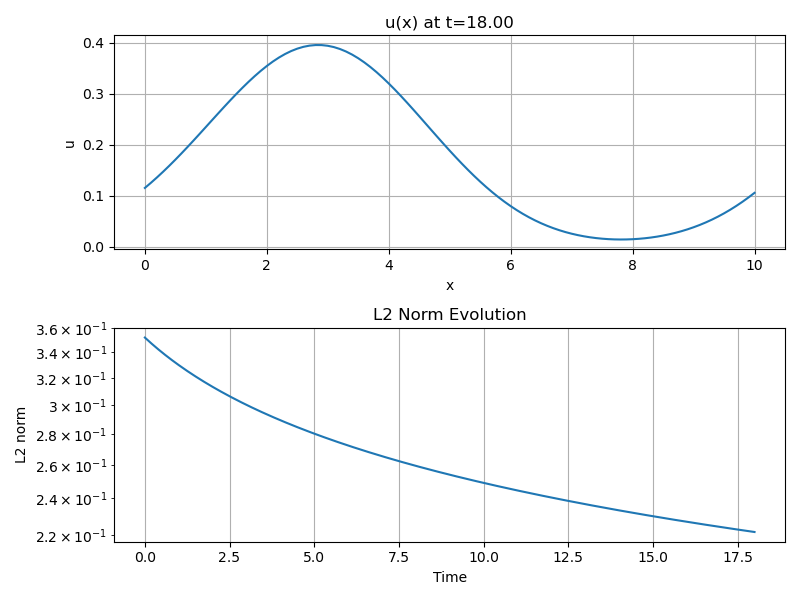 u(x) at t=18.00
0.4
0.3
0.2
0.1
0.0
u
0 2 4 6 8 10
x
L2 Norm Evolution
3.6 × 10⁻¹
3.4 × 10⁻¹
3.2 × 10⁻¹
3 × 10⁻¹
2.8 × 10⁻¹
2.6 × 10⁻¹
2.4 × 10⁻¹
2.2 × 10⁻¹
L2 norm
0.0 2.5 5.0 7.5 10.0 12.5 15.0 17.5
Time